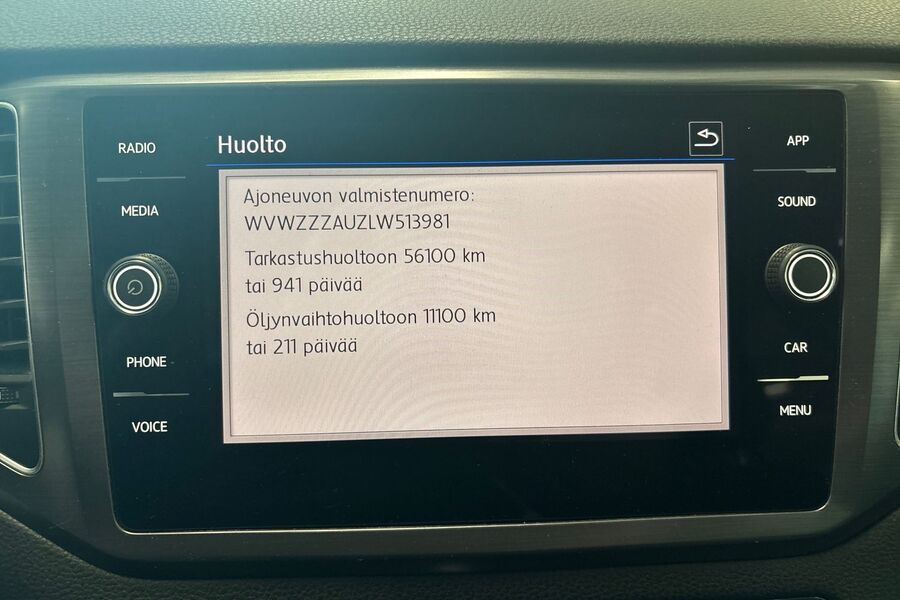 RADIO
MEDIA
PHONE
VOICE
Huolto
Ajoneuvon valmistenumero:
WVWZZZAUZLW513981
Tarkastushuoltoon 56100 km
tai 941 päivää
Öljynvaihtohuoltoon 11100 km
tai 211 päivää
APP
SOUND
CAR
MENU